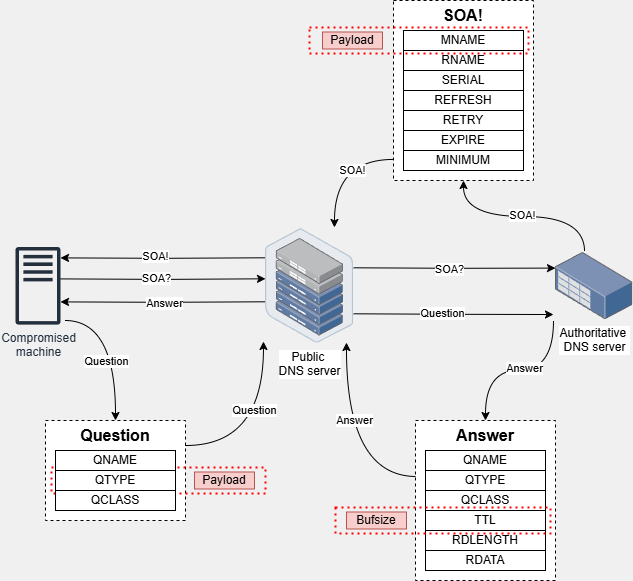 SOA!
Payload
MNAME
RNAME
SERIAL
REFRESH
RETRY
EXPIRE
MINIMUM
SOA!
SOA!
SOA!
SOA?
Answer
SOA?
Question
Compromised
machine
Public
DNS server
Authoritative
DNS server
Question
Question
Answer
Answer
Question
QNAME
QTYPE
Payload
QCLASS
Answer
QNAME
QTYPE
QCLASS
Bufsize
TTL
RDLENGTH
RDATA